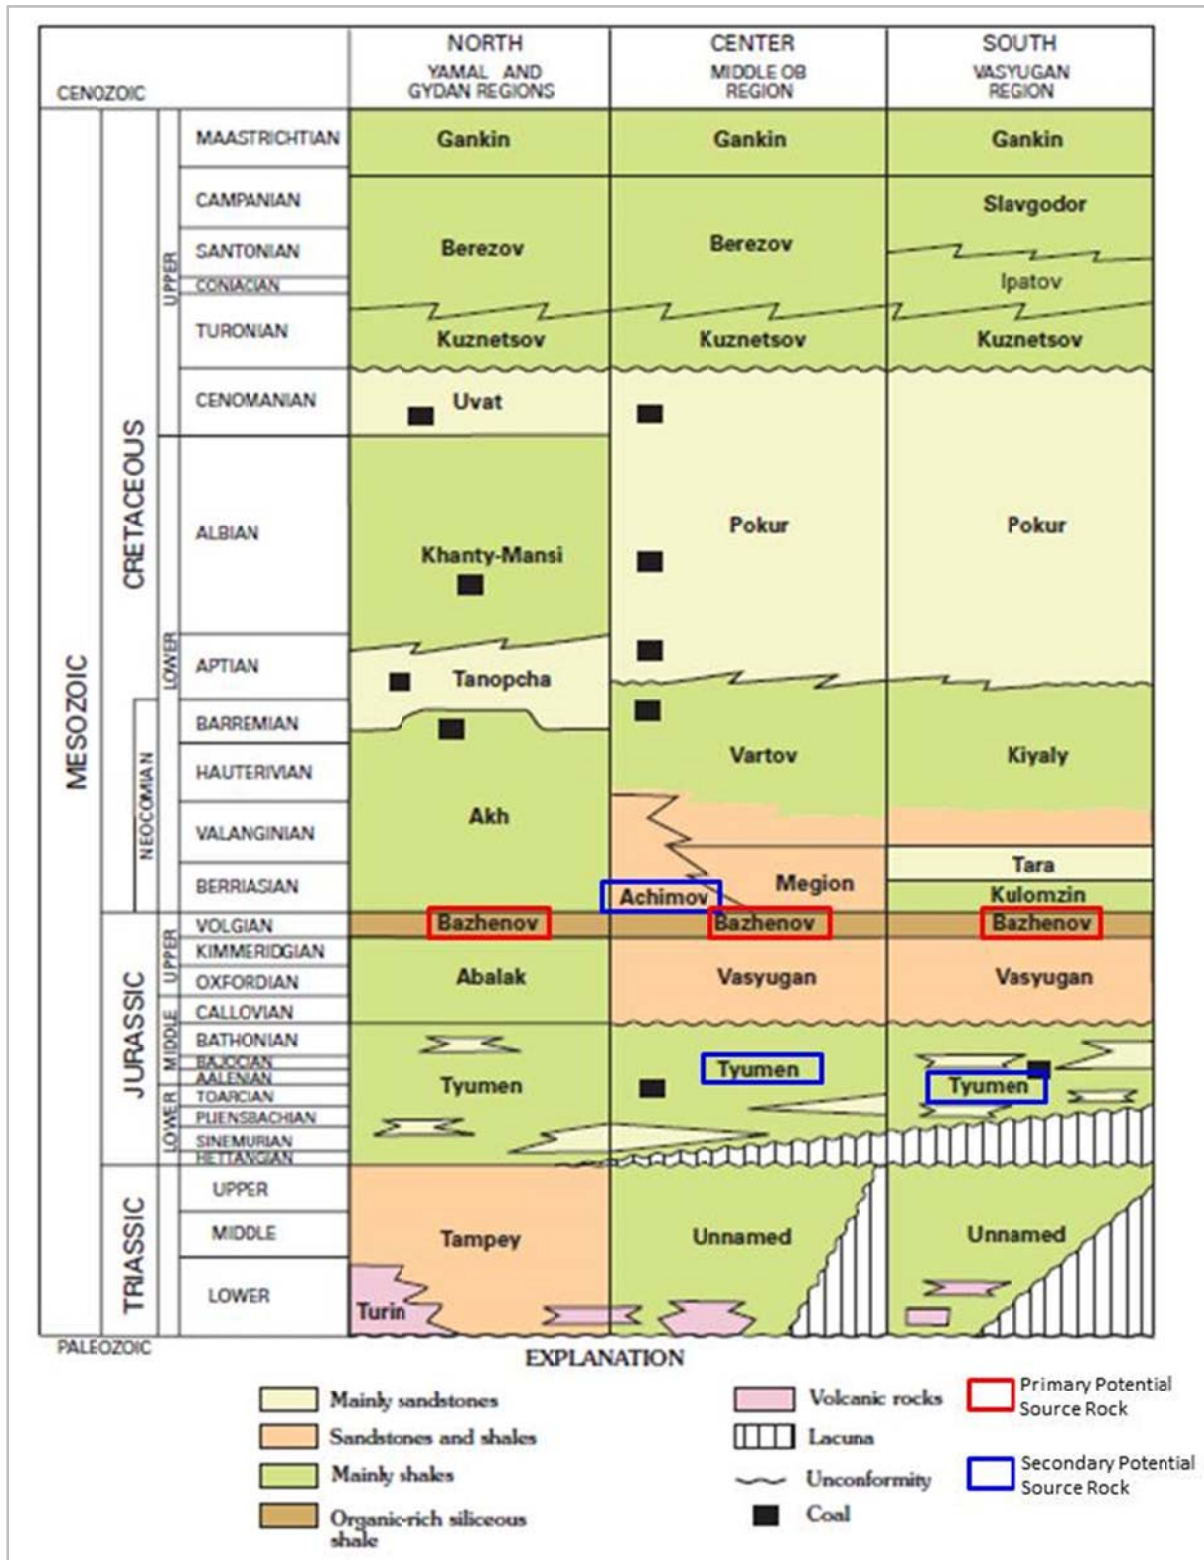 NORTH
YAMAL AND
GYDAN REGIONS
CENTER
MIDDLE OB
REGION
SOUTH
VASYUGAN
REGION
CENOZOIC
MESOZOIC
CRETACEOUS
UPPER
MAASTRICHTIAN
Gankin
Gankin
Gankin
CAMPANIAN
Slavgodor
SANTONIAN
Berezov
Berezov
CONIACIAN
Ipatov
TURONIAN
Kuznetsov
Kuznetsov
Kuznetsov
CENOMANIAN
Uvat
LOWER
ALBIAN
Khanty-Mansi
Pokur
Pokur
APTIAN
Tanopcha
NEOCOMIAN
BARREMIAN
HAUTERIVIAN
Vartov
Kiyaly
Akh
VALANGINIAN
Tara
BERRIASIAN
Achimov
Megion
Kulomzin
JURASSIC
UPPER
VOLGIAN
Bazhenov
Bazhenov
Bazhenov
KIMMERIDGIAN
OXFORDIAN
Abalak
Vasyugan
Vasyugan
MIDDLE
CALLOVIAN
BATHONIAN
BAJOCIAN
AALENIAN
Tyumen
Tyumen
Tyumen
LOWER
TOARCIAN
PLIENSBACHIAN
SINEMURIAN
HETTANGIAN
TRIASSIC
UPPER
MIDDLE
Tampey
Unnamed
Unnamed
LOWER
Turin
PALEOZOIC
EXPLANATION
Mainly sandstones
Sandstones and shales
Mainly shales
Organic-rich siliceous
shale
Volcanic rocks
Lacuna
Unconformity
Coal
Primary Potential
Source Rock
Secondary Potential
Source Rock